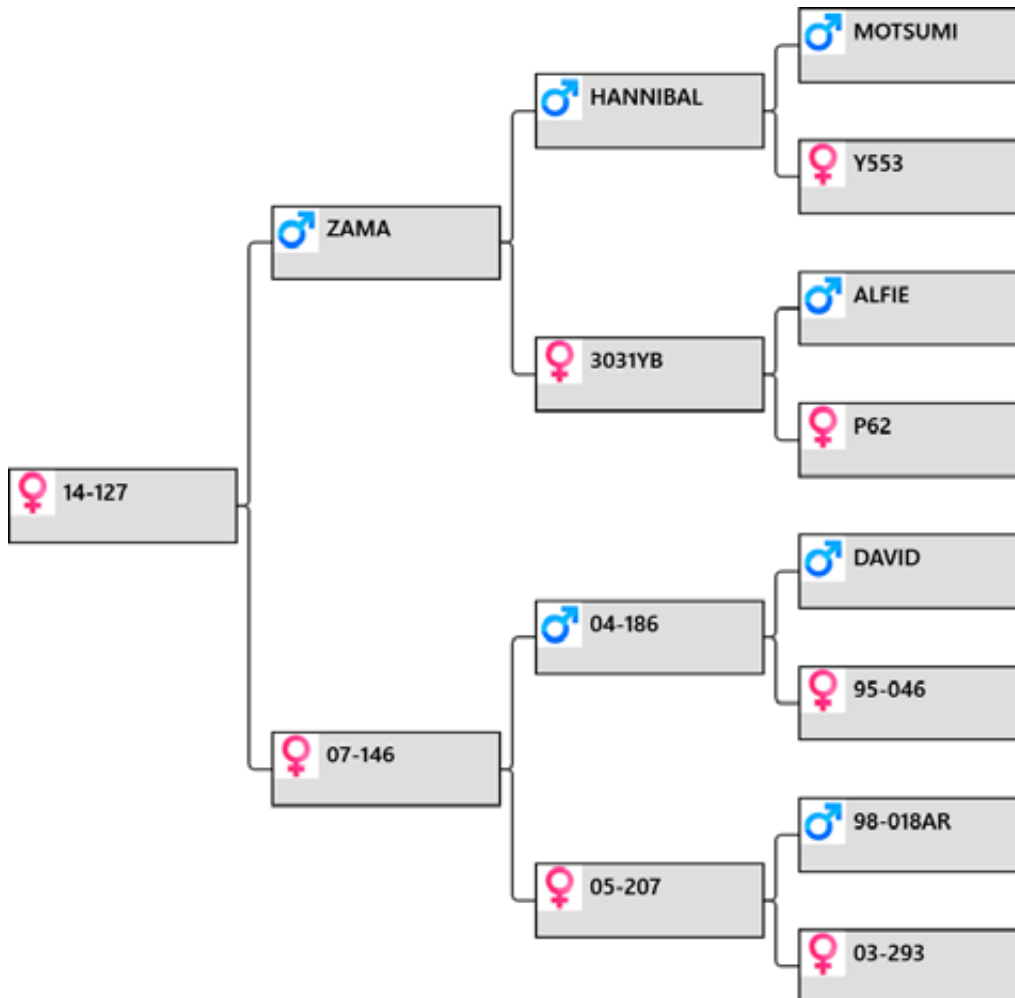 MOTSUMI
HANNIBAL
Y553
ZAMA
ALFIE
3031YB
P62
14-127
DAVID
04-186
95-046
07-146
98-018AR
05-207
03-293